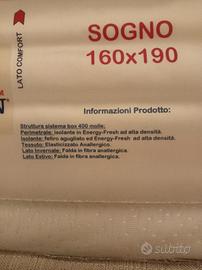 SOGNO
160x190
LATO COMFORT
Informazioni Prodotto:
Struttura sistema box 400 molle;
Perimetrale: isolante in Energy-Fresh ad alta densità.
Isolante: feltro agugliato ed Energy-Fresh ad alta densità.
Tessuto: Elasticizzato Anallergico.
Lato Invernale: Falda in fibra anallergica.
Lato Estivo: Falda in fibra anallergica.
subito